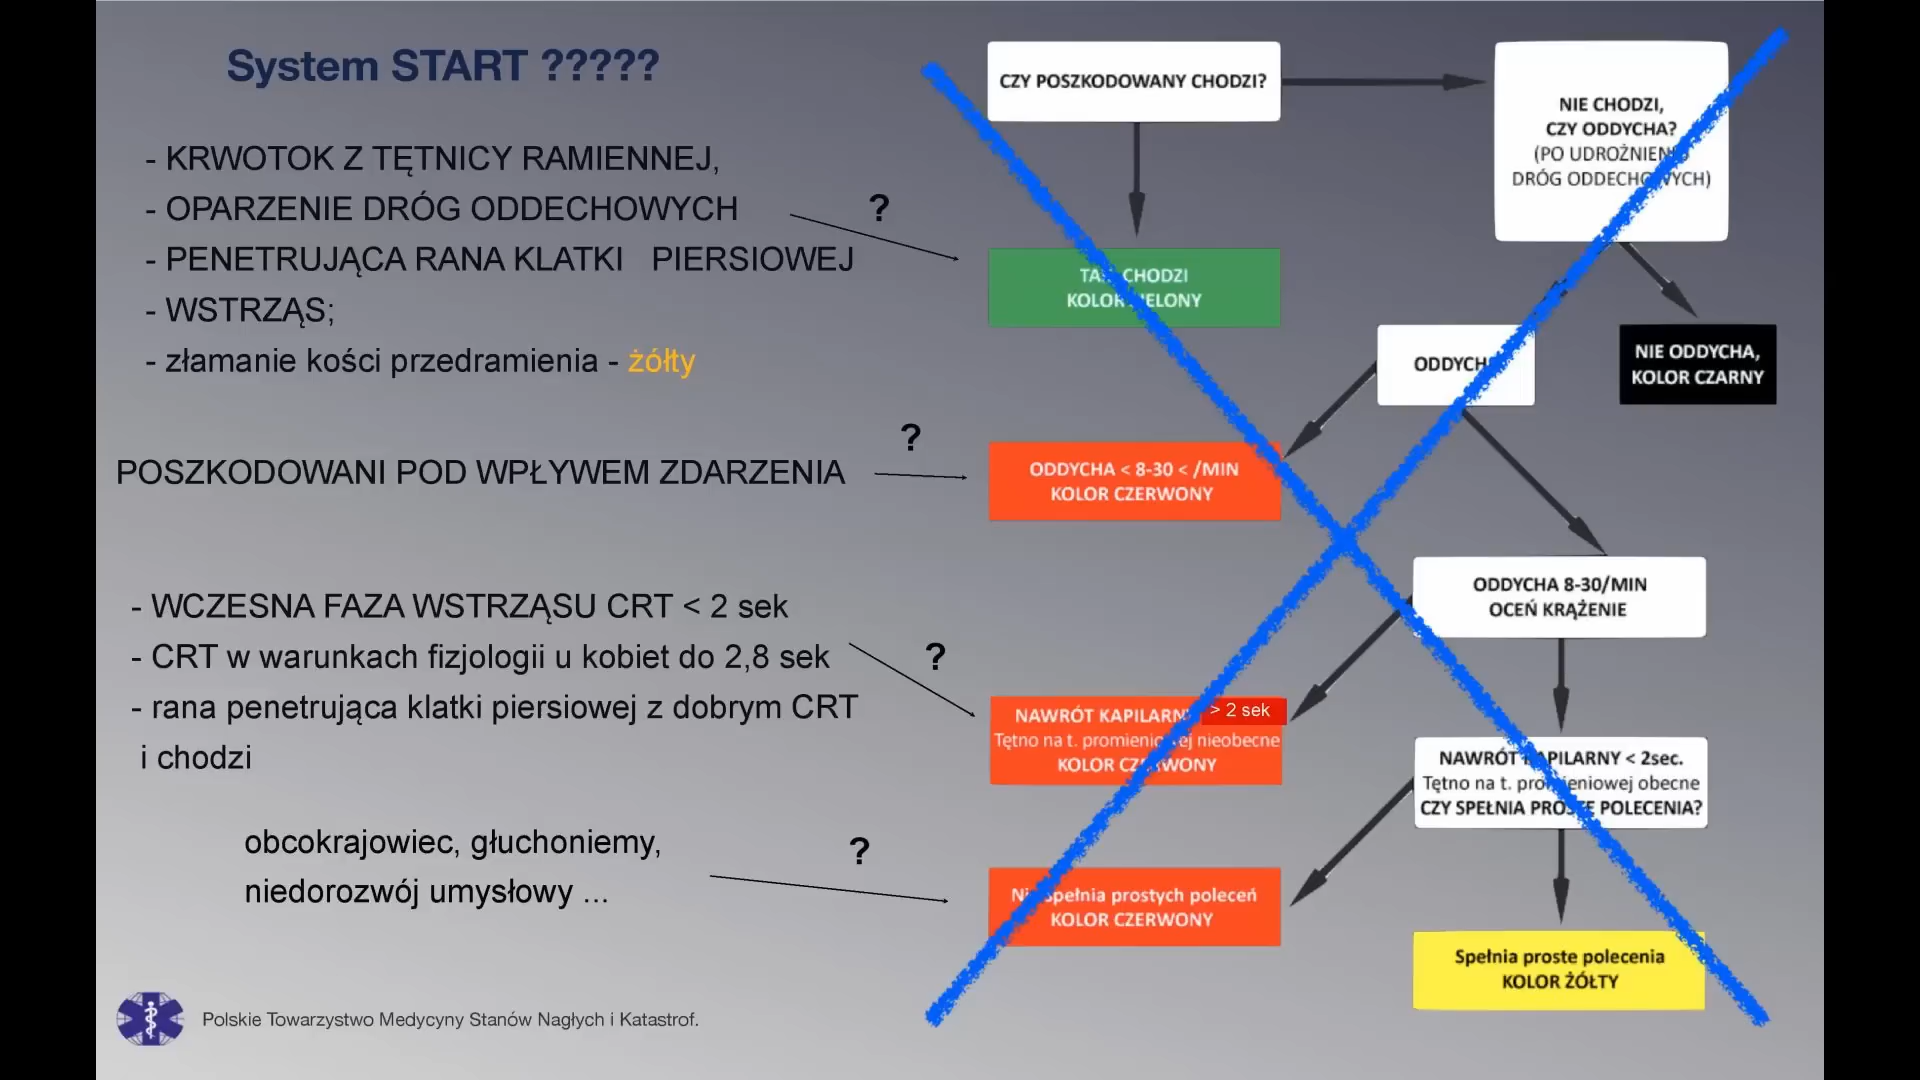 System START ?????
- KRWOTOK Z TĘTNICY RAMIENNEJ,
- OPARZENIE DRÓG ODDECHOWYCH
?
- PENETRUJĄCA RANA KLATKI PIERSIOWEJ
- WSTRZĄS;
- złamanie kości przedramienia - żółty
?
POSZKODOWANI POD WPŁYWEM ZDARZENIA
- WCZESNA FAZA WSTRZĄSU CRT < 2 sek
- CRT w warunkach fizjologii u kobiet do 2,8 sek
?
- rana penetrująca klatki piersiowej z dobrym CRT
i chodzi
obcokrajowiec, głuchoniemy,
?
niedorozwój umysłowy ...
CZY POSZKODOWANY CHODZI?
NIE CHODZI,
CZY ODDYCHA?
(PO UDROŻNIENIU
DRÓG ODDECHOWYCH)
TAK, CHODZI
KOLOR ZIELONY
ODDYCHA
NIE ODDYCHA,
KOLOR CZARNY
ODDYCHA < 8-30 < /MIN
KOLOR CZERWONY
ODDYCHA 8-30/MIN
OCEŃ KRĄŻENIE
NAWRÓT KAPILARNY > 2 sek
Tętno na t. promieniowej nieobecne
KOLOR CZERWONY
NAWRÓT KAPILARNY < 2sec.
Tętno na t. promieniowej obecne
CZY SPEŁNIA PROSTE POLECENIA?
Nie spełnia prostych poleceń
KOLOR CZERWONY
Spełnia proste polecenia
KOLOR ŻÓŁTY
Polskie Towarzystwo Medycyny Stanów Nagłych i Katastrof.